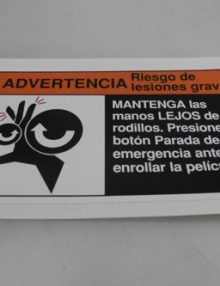 ADVERTENCIA Riesgo de
lesiones grav
MANTENGA las
manos LEJOS de
rodillos. Presione
botón Parada de
emergencia ante
enrollar la pelícu